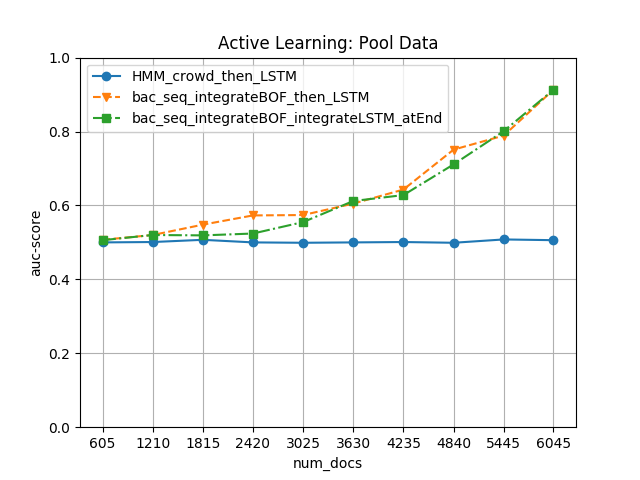 Active Learning: Pool Data
HMM_crowd_then_LSTM
bac_seq_integrateBOF_then_LSTM
bac_seq_integrateBOF_integrateLSTM_atEnd
auc-score
1.0
0.8
0.6
0.4
0.2
0.0
605 1210 1815 2420 3025 3630 4235 4840 5445 6045
num_docs